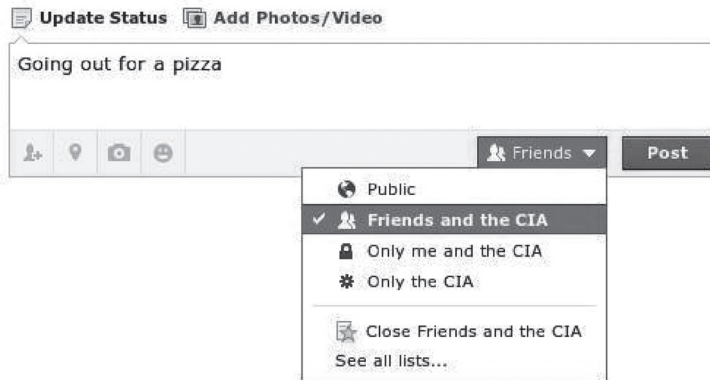 Update Status Add Photos/Video
Going out for a pizza
Friends Post
Public
Friends and the CIA
Only me and the CIA
Only the CIA
Close Friends and the CIA
See all lists...